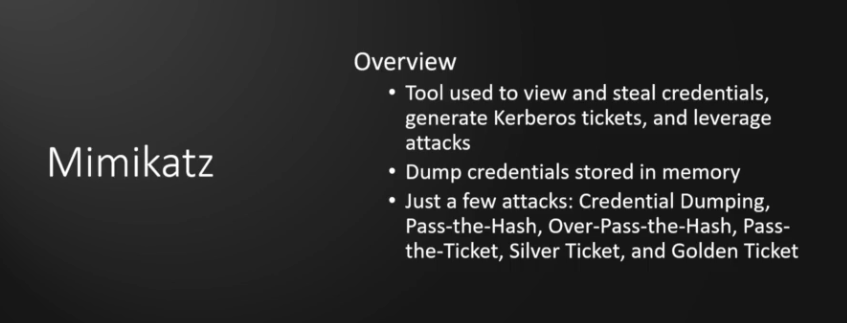 Mimikatz
Overview
• Tool used to view and steal credentials,
generate Kerberos tickets, and leverage
attacks
• Dump credentials stored in memory
• Just a few attacks: Credential Dumping,
Pass-the-Hash, Over-Pass-the-Hash, Pass-
the-Ticket, Silver Ticket, and Golden Ticket